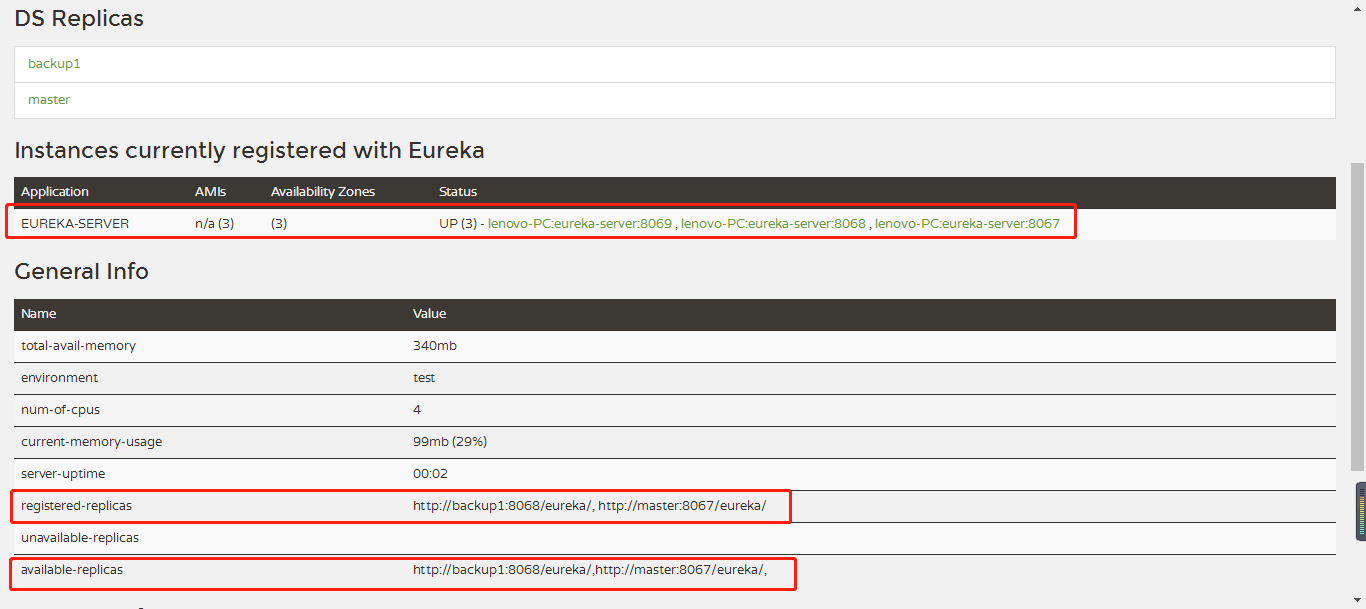 DS Replicas
backup1
master
Instances currently registered with Eureka
Application AMIs Availability Zones Status
EUREKA-SERVER n/a (3) (3) UP (3) - lenovo-PC:eureka-server:8069 , lenovo-PC:eureka-server:8068 , lenovo-PC:eureka-server:8067
General Info
Name Value
total-avail-memory 340mb
environment test
num-of-cpus 4
current-memory-usage 99mb (29%)
server-uptime 00:02
registered-replicas http://backup1:8068/eureka/, http://master:8067/eureka/
unavailable-replicas
available-replicas http://backup1:8068/eureka/,http://master:8067/eureka/,